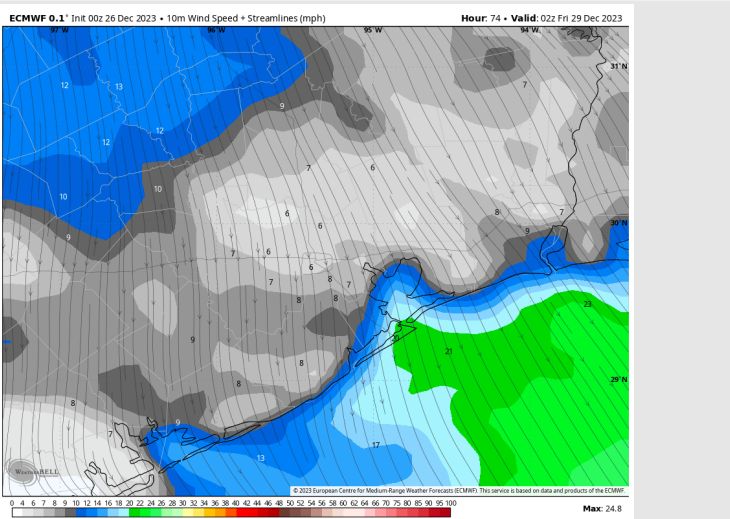 ECMWF 0.1° Init 00z 26 Dec 2023 • 10m Wind Speed + Streamlines (mph)
Hour: 74 • Valid: 02z Fri 29 Dec 2023
97°W 96°W 95°W 94°W
31°N
12 13 7
9
12
12
7 6
10 10
6 8 7
30°N
6 9
9
7 6
6
7 8 7
8 8
23
9 20
21
8
29°N
8
8
9
7
17
13
WeatherBELL
© 2023 European Centre for Medium-Range Weather Forecasts (ECMWF). This service is based on data and products of the ECMWF.
0 4 6 7 8 9 10 12 14 16 18 20 22 24 25 26 28 30 32 34 36 38 40 42 44 46 48 50 52 54 56 58 60 62 64 66 70 75 80 85 90 95 100
Max: 24.8